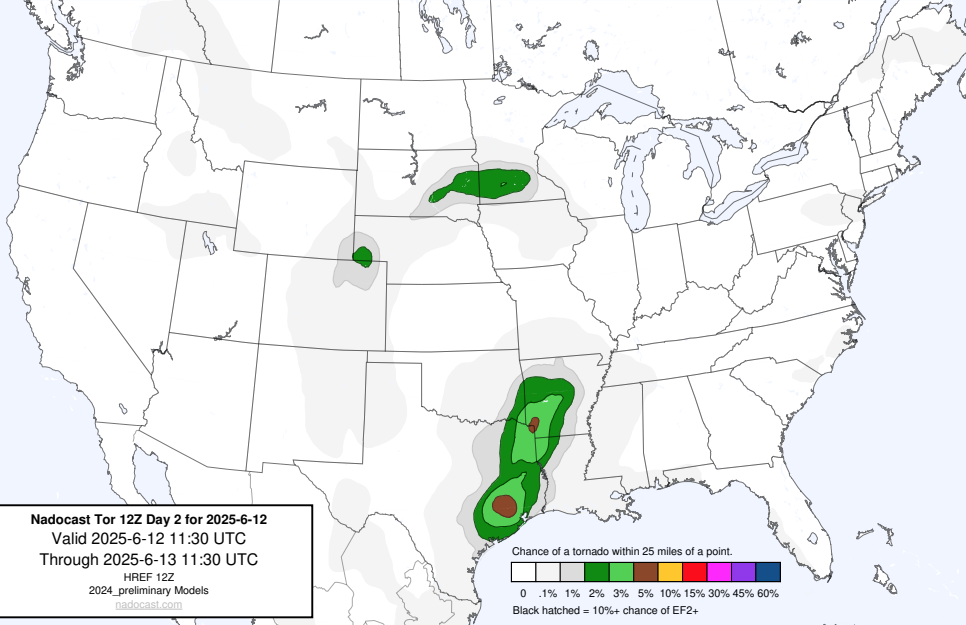 Nadocast Tor 12Z Day 2 for 2025-6-12
Valid 2025-6-12 11:30 UTC
Through 2025-6-13 11:30 UTC
HREF 12Z
2024_preliminary Models
nadocast.com
Chance of a tornado within 25 miles of a point.
0 .1% 1% 2% 3% 5% 10% 15% 30% 45% 60%
Black hatched = 10%+ chance of EF2+